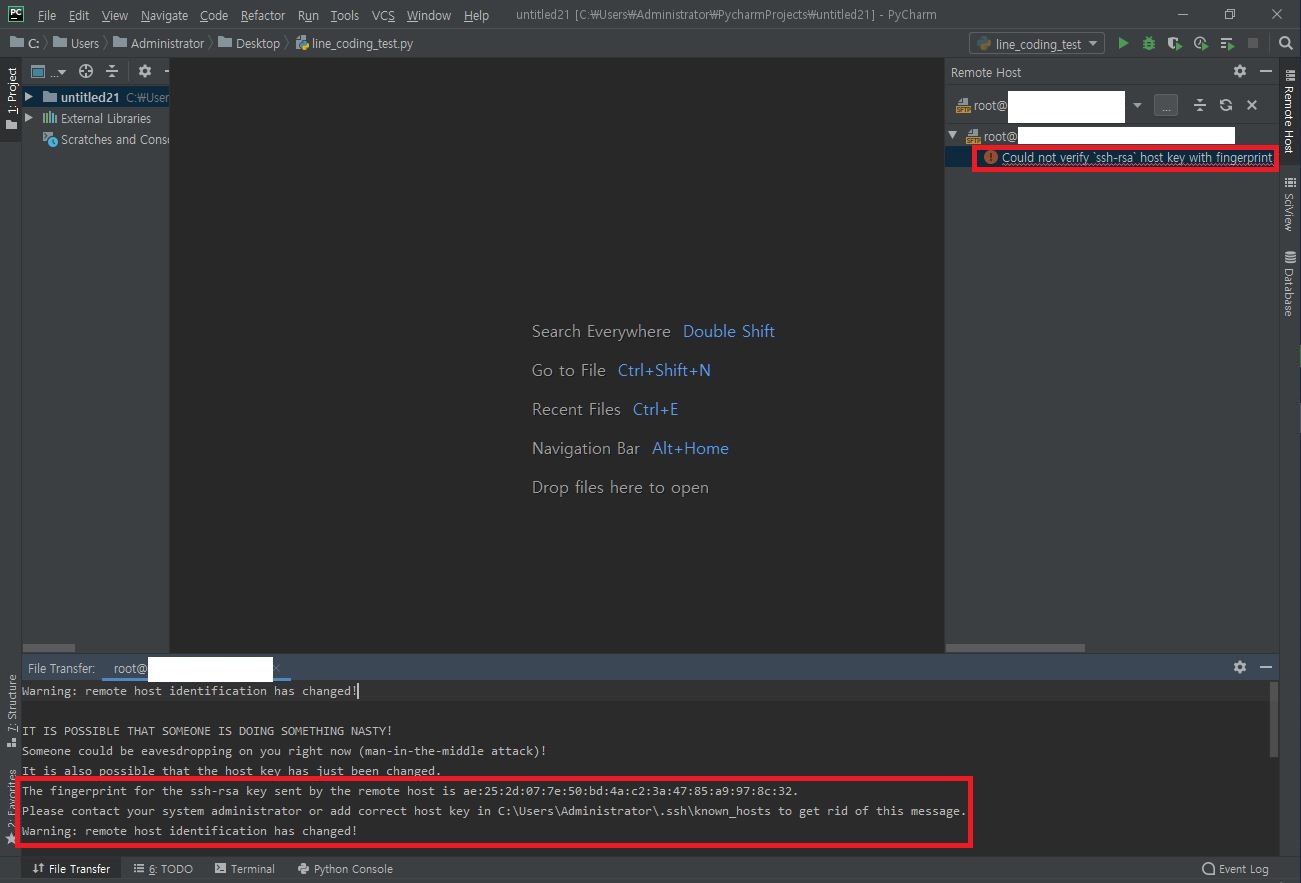 PC File Edit View Navigate Code Refactor Run Tools VCS Window Help untitled21 [C:₩Users₩Administrator₩PycharmProjects₩untitled21] - PyCharm
C: Users Administrator Desktop line_coding_test.py line_coding_test
... Remote Host
1: Project
untitled21 C:₩User
External Libraries
Scratches and Conso
root@
...
root@
Could not verify `ssh-rsa` host key with fingerprint
Remote Host
SciView
Database
Search Everywhere Double Shift
Go to File Ctrl+Shift+N
Recent Files Ctrl+E
Navigation Bar Alt+Home
Drop files here to open
7: Structure
2: Favorites
File Transfer: root@
Warning: remote host identification has changed!
IT IS POSSIBLE THAT SOMEONE IS DOING SOMETHING NASTY!
Someone could be eavesdropping on you right now (man-in-the-middle attack)!
It is also possible that the host key has just been changed.
The fingerprint for the ssh-rsa key sent by the remote host is ae:25:2d:07:7e:50:bd:4a:c2:3a:47:85:a9:97:8c:32.
Please contact your system administrator or add correct host key in C:\Users\Administrator\.ssh\known_hosts to get rid of this message.
Warning: remote host identification has changed!
File Transfer 6: TODO Terminal Python Console Event Log